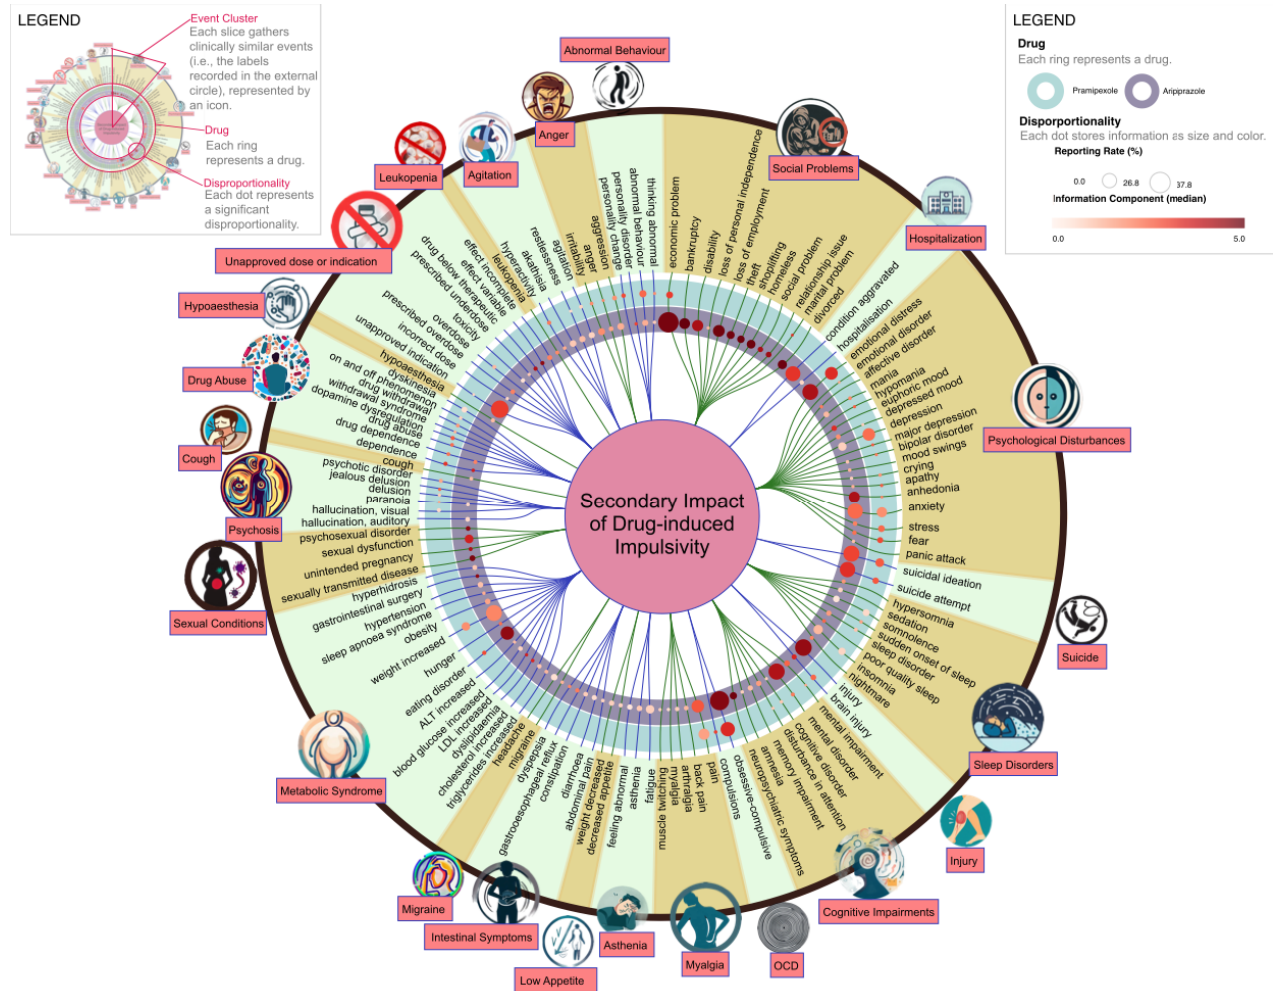 LEGEND
Event Cluster
Each slice gathers
clinically similar events
(i.e., the labels
recorded in the external
circle), represented by
an icon.
Drug
Each ring
represents a drug.
Disproportionality
Each dot represents
a significant
disproportionality.
LEGEND
Drug
Each ring represents a drug.
Pramipexole
Aripiprazole
Disporportionality
Each dot stores information as size and color.
Reporting Rate (%)
0.0
26.8
37.8
Information Component (median)
0.0
5.0
Abnormal Behaviour
Social Problems
Hospitalization
Psychological Disturbances
Suicide
Sleep Disorders
Injury
Cognitive Impairments
OCD
Myalgia
Asthenia
Low Appetite
Intestinal Symptoms
Migraine
Metabolic Syndrome
Sexual Conditions
Psychosis
Cough
Drug Abuse
Hypoaesthesia
Unapproved dose or indication
Leukopenia
Agitation
Anger
economic problem
bankruptcy
disability
loss of personal independence
loss of employment
theft
shoplifting
homeless
social problem
relationship issue
marital problem
divorced
condition aggravated
hospitalisation
emotional distress
emotional disorder
affective disorder
mania
hypomania
euphoric mood
depressed mood
depression
major depression
bipolar disorder
mood swings
crying
apathy
anhedonia
anxiety
stress
fear
panic attack
suicidal ideation
suicide attempt
hypersomnia
sedation
somnolence
sudden onset of sleep
sleep disorder
poor quality sleep
insomnia
nightmare
injury
brain injury
mental impairment
mental disorder
cognitive disorder
disturbance in attention
memory impairment
amnesia
neuropsychiatric symptoms
obsessive-compulsive
compulsions
pain
back pain
arthralgia
myalgia
muscle twitching
fatigue
asthenia
feeling abnormal
decreased appetite
weight decreased
abdominal pain
diarrhoea
constipation
gastrooesophageal reflux
dyspepsia
migraine
headache
triglycerides increased
cholesterol increased
dyslipidaemia
LDL increased
blood glucose increased
ALT increased
eating disorder
hunger
weight increased
obesity
sleep apnoea syndrome
hypertension
gastrointestinal surgery
hyperhidrosis
sexually transmitted disease
unintended pregnancy
sexual dysfunction
psychosexual disorder
hallucination, auditory
hallucination, visual
paranoia
delusion
jealous delusion
psychotic disorder
cough
dependence
drug dependence
drug abuse
dopamine dysregulation
withdrawal syndrome
drug withdrawal
on and off phenomenon
dyskinesia
hypoaesthesia
unapproved indication
incorrect dose
prescribed overdose
overdose
toxicity
prescribed underdose
drug below therapeutic
effect variable
effect incomplete
leukopenia
hyperactivity
akathisia
restlessness
agitation
irritability
anger
aggression
personality change
personality disorder
abnormal behaviour
thinking abnormal
Secondary Impact
of Drug-induced
Impulsivity